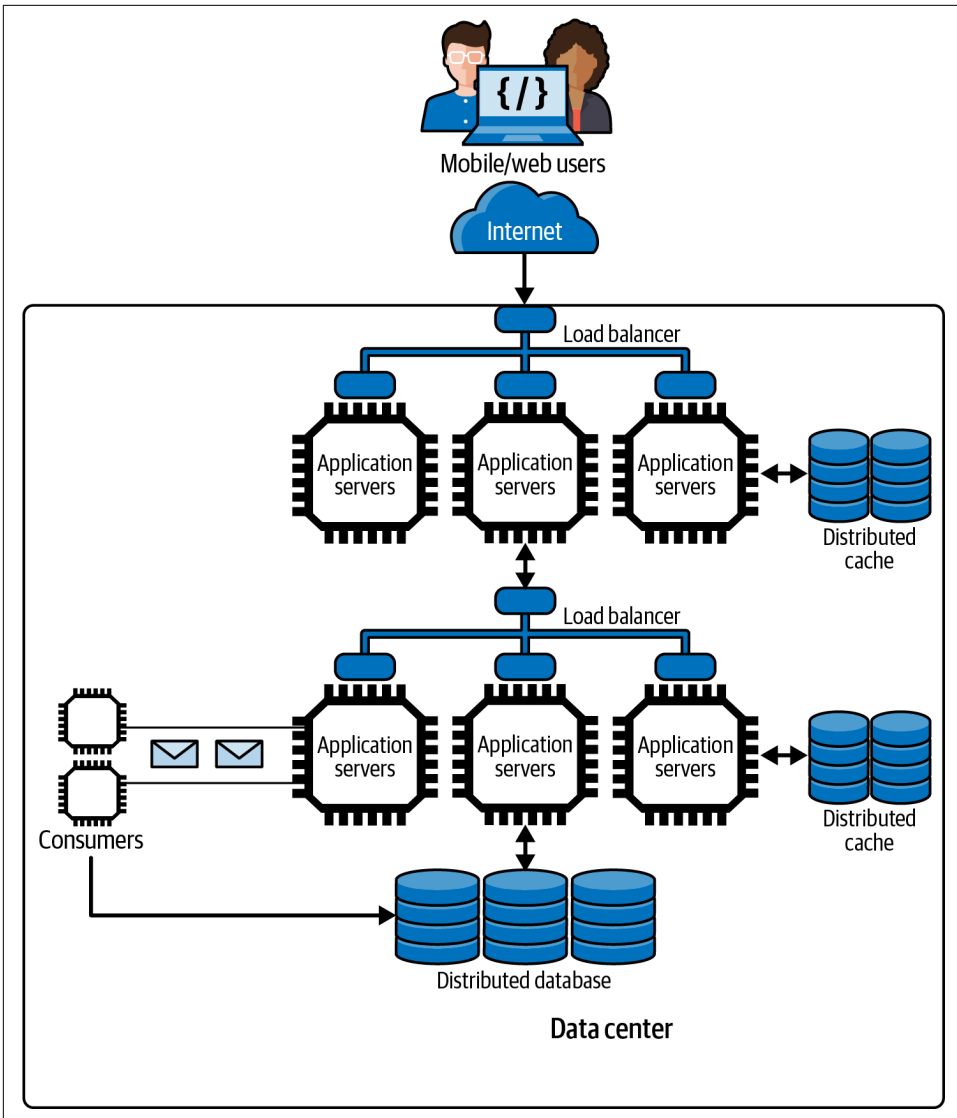 {/}
Mobile/web users
Internet
Load balancer
Application
servers
Application
servers
Application
servers
Distributed
cache
Load balancer
Application
servers
Application
servers
Application
servers
Distributed
cache
Consumers
Distributed database
Data center